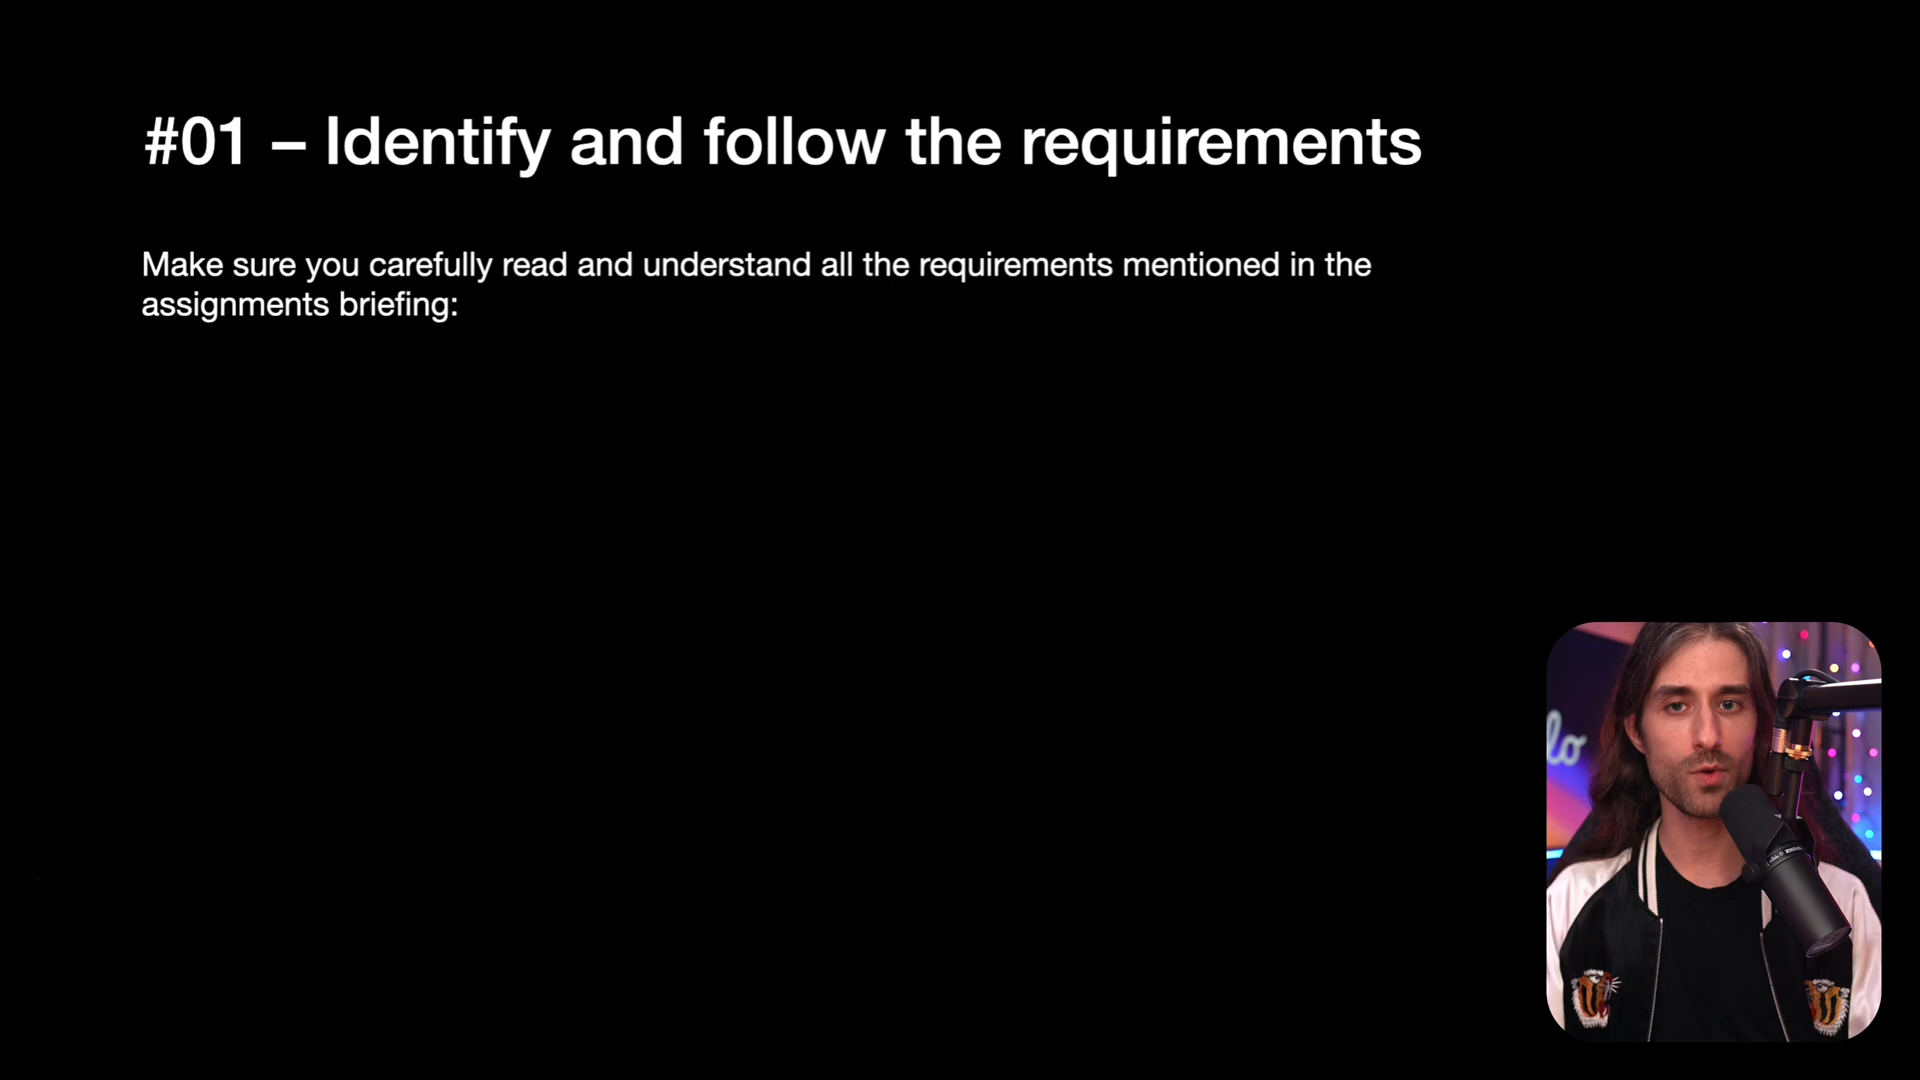 #01 – Identify and follow the requirements
Make sure you carefully read and understand all the requirements mentioned in the
assignments briefing:
lo